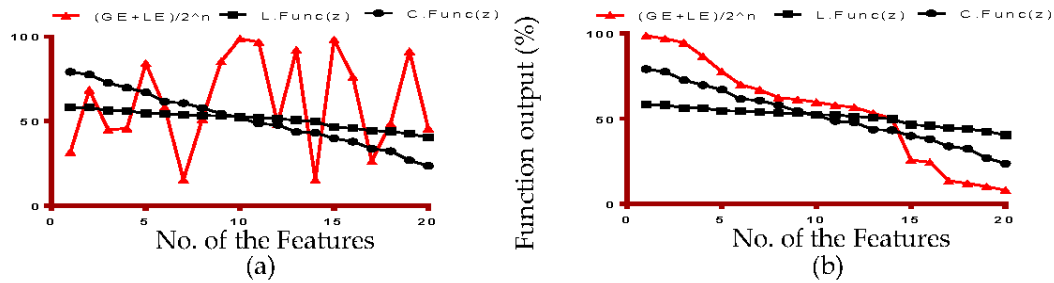 (GE+LE)/2^n L.Func(z) C.Func(z)
100
50
0
0 5 10 15 20
No. of the Features
(a)
Function output (%)
(GE+LE)/2^n L.Func(z) C.Func(z)
100
50
0
0 5 10 15 20
No. of the Features
(b)